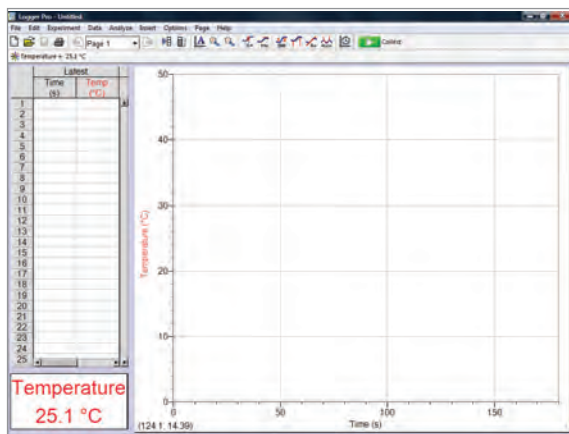 Logger Pro - Untitled
File Edit Experiment Data Analyze Insert Options Page Help
Page 1 Collect
Temperature = 25.1 °C
Latest
Time Temp
(s) (°C)
1
2
3
4
5
6
7
8
9
10
11
12
13
14
15
16
17
18
19
20
21
22
23
24
25
Temperature
25.1 °C
50
40
30
20
10
0
Temperature (°C)
0 50 100 150
(124.1, 14.39) Time (s)